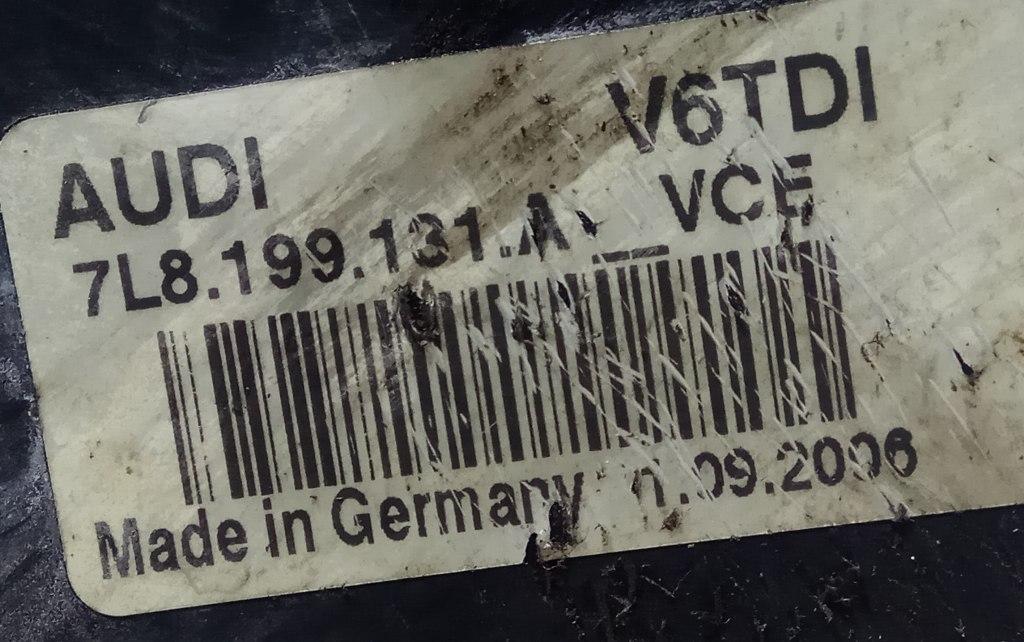 AUDI V6TDI
7L8.199.131.A VCE
Made in Germany .09.2006